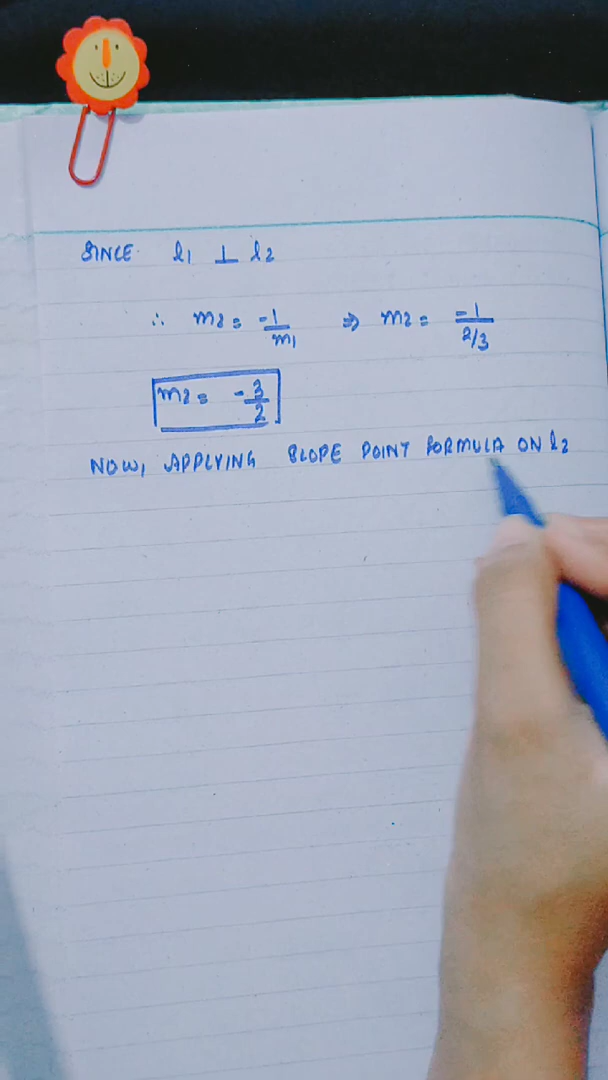 SINCE l1 ⊥ l2
∴ m2 = -1/m1 ⇒ m2 = -1/2/3
m2 = -3/2
NOW, APPLYING SLOPE POINT FORMULA ON l2